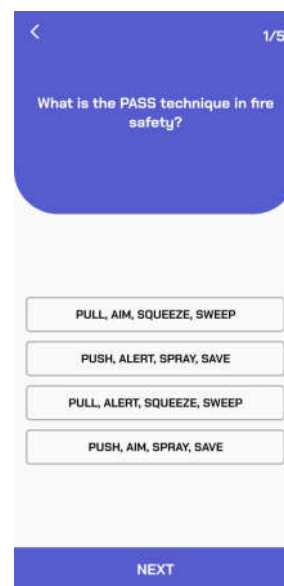 1/5
What is the PASS technique in fire
safety?
PULL, AIM, SQUEEZE, SWEEP
PUSH, ALERT, SPRAY, SAVE
PULL, ALERT, SQUEEZE, SWEEP
PUSH, AIM, SPRAY, SAVE
NEXT